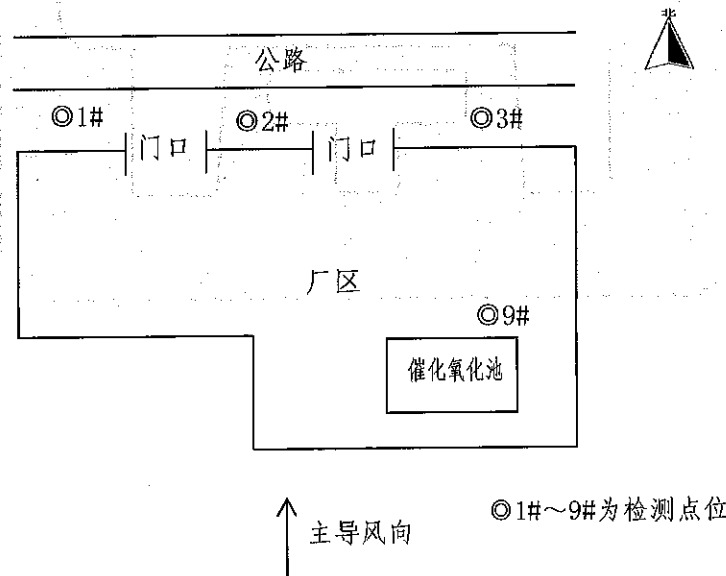 北
公路
◎1#
◎2#
◎3#
门口
门口
厂区
◎9#
催化氧化池
主导风向
◎1#~9#为检测点位